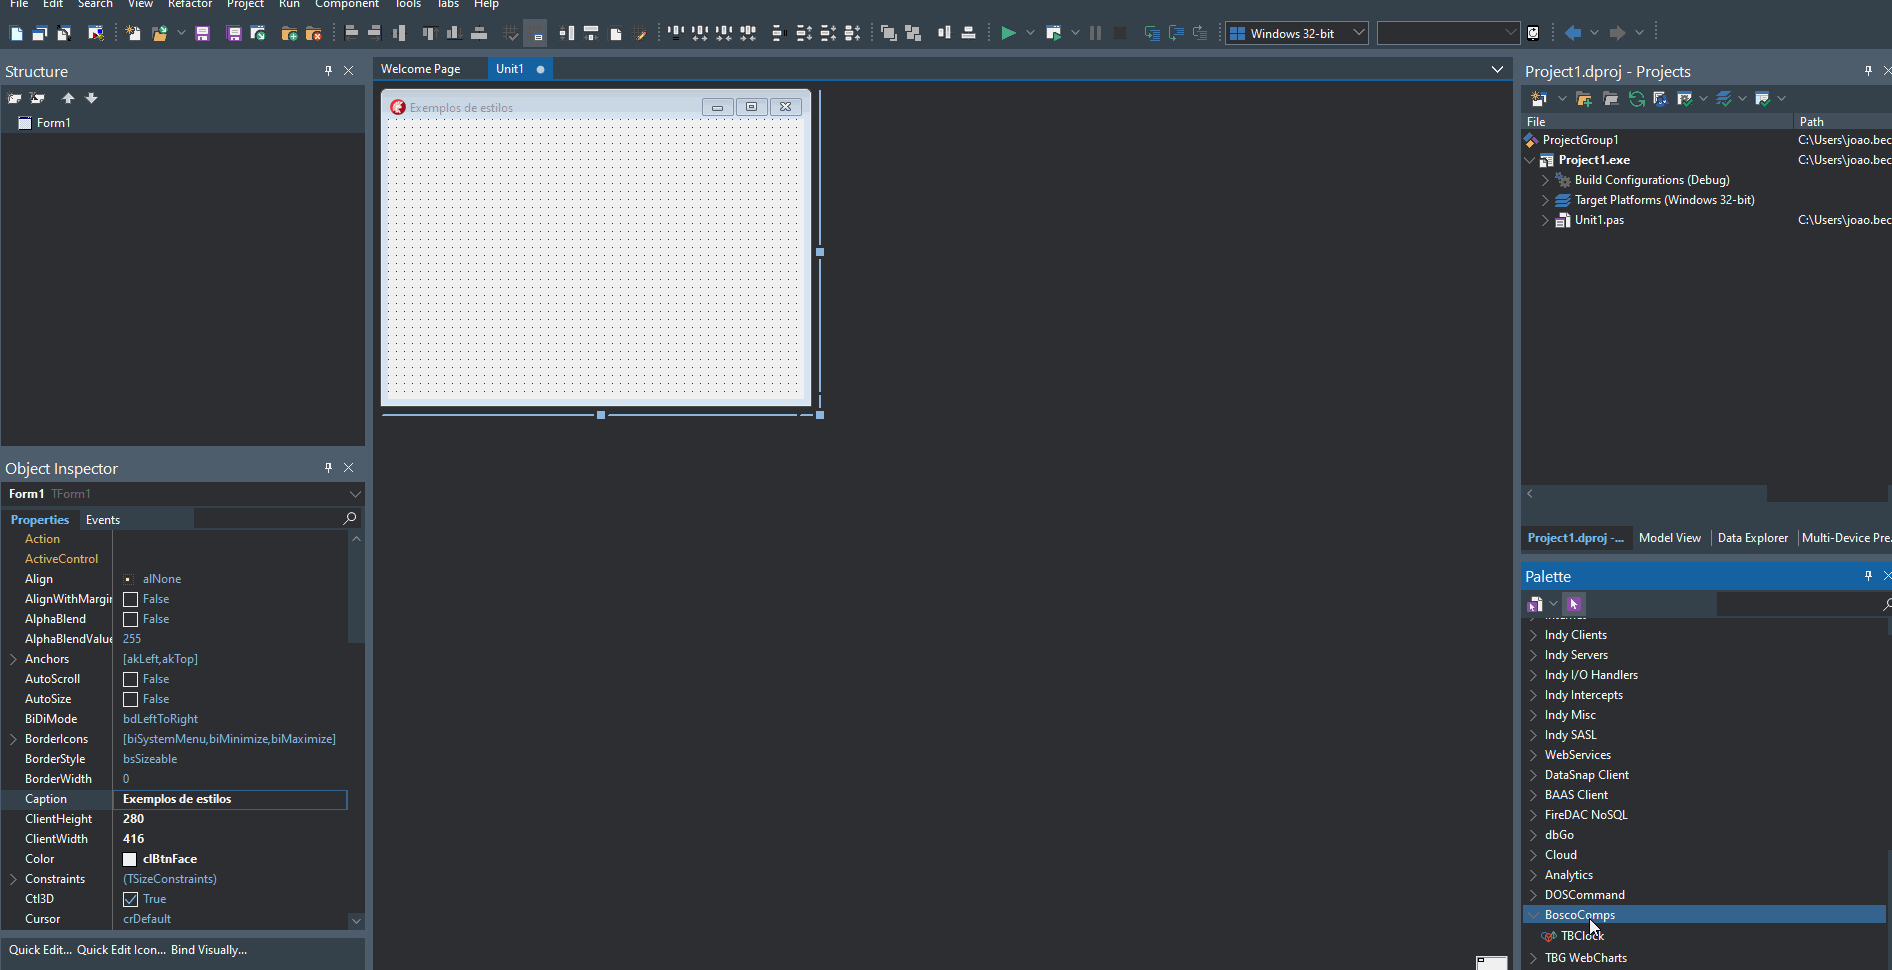 File Edit Search View Refactor Project Run Component Tools Tabs Help
Windows 32-bit
Structure
Form1
Welcome Page Unit1
Exemplos de estilos
Object Inspector
Form1 TForm1
Properties Events
Action
ActiveControl
Align alNone
AlignWithMargin False
AlphaBlend False
AlphaBlendValue 255
Anchors [akLeft,akTop]
AutoScroll False
AutoSize False
BiDiMode bdLeftToRight
BorderIcons [biSystemMenu,biMinimize,biMaximize]
BorderStyle bsSizeable
BorderWidth 0
Caption Exemplos de estilos
ClientHeight 280
ClientWidth 416
Color clBtnFace
Constraints (TSizeConstraints)
Ctl3D True
Cursor crDefault
Quick Edit... Quick Edit Icon... Bind Visually...
Project1.dproj - Projects
File Path
ProjectGroup1 C:\Users\joao.bec
Project1.exe C:\Users\joao.bec
Build Configurations (Debug)
Target Platforms (Windows 32-bit)
Unit1.pas C:\Users\joao.bec
Project1.dproj -... Model View Data Explorer Multi-Device Pre...
Palette
Internet
Indy Clients
Indy Servers
Indy I/O Handlers
Indy Intercepts
Indy Misc
Indy SASL
WebServices
DataSnap Client
BAAS Client
FireDAC NoSQL
dbGo
Cloud
Analytics
DOSCommand
BoscoComps
TBClock
TBG WebCharts